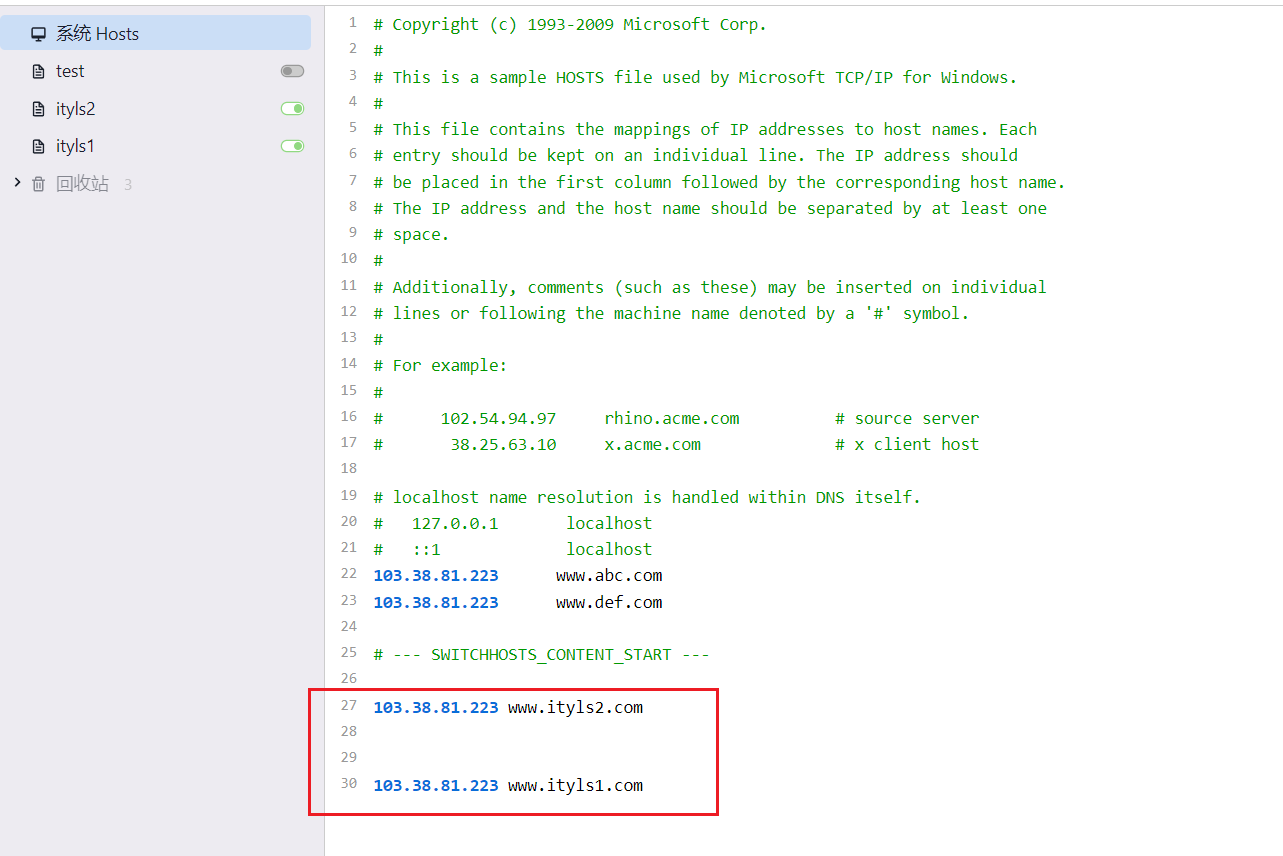 系统 Hosts
test
ityls2
ityls1
回收站 3
1 # Copyright (c) 1993-2009 Microsoft Corp.
2 #
3 # This is a sample HOSTS file used by Microsoft TCP/IP for Windows.
4 #
5 # This file contains the mappings of IP addresses to host names. Each
6 # entry should be kept on an individual line. The IP address should
7 # be placed in the first column followed by the corresponding host name.
8 # The IP address and the host name should be separated by at least one
9 # space.
10 #
11 # Additionally, comments (such as these) may be inserted on individual
12 # lines or following the machine name denoted by a '#' symbol.
13 #
14 # For example:
15 #
16 #      102.54.94.97     rhino.acme.com          # source server
17 #       38.25.63.10     x.acme.com              # x client host
18
19 # localhost name resolution is handled within DNS itself.
20 #   127.0.0.1       localhost
21 #   ::1             localhost
22 103.38.81.223      www.abc.com
23 103.38.81.223      www.def.com
24
25 # --- SWITCHHOSTS_CONTENT_START ---
26
27 103.38.81.223 www.ityls2.com
28
29
30 103.38.81.223 www.ityls1.com